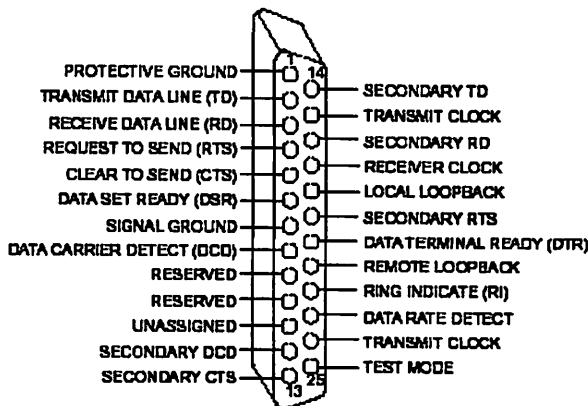 1
14
PROTECTIVE GROUND
TRANSMIT DATA LINE (TD)
RECEIVE DATA LINE (RD)
REQUEST TO SEND (RTS)
CLEAR TO SEND (CTS)
DATA SET READY (DSR)
SIGNAL GROUND
DATA CARRIER DETECT (DCD)
RESERVED
RESERVED
UNASSIGNED
SECONDARY DCD
SECONDARY CTS
SECONDARY TD
TRANSMIT CLOCK
SECONDARY RD
RECEIVER CLOCK
LOCAL LOOPBACK
SECONDARY RTS
DATA TERMINAL READY (DTR)
REMOTE LOOPBACK
RING INDICATE (RI)
DATA RATE DETECT
TRANSMIT CLOCK
TEST MODE
13
25